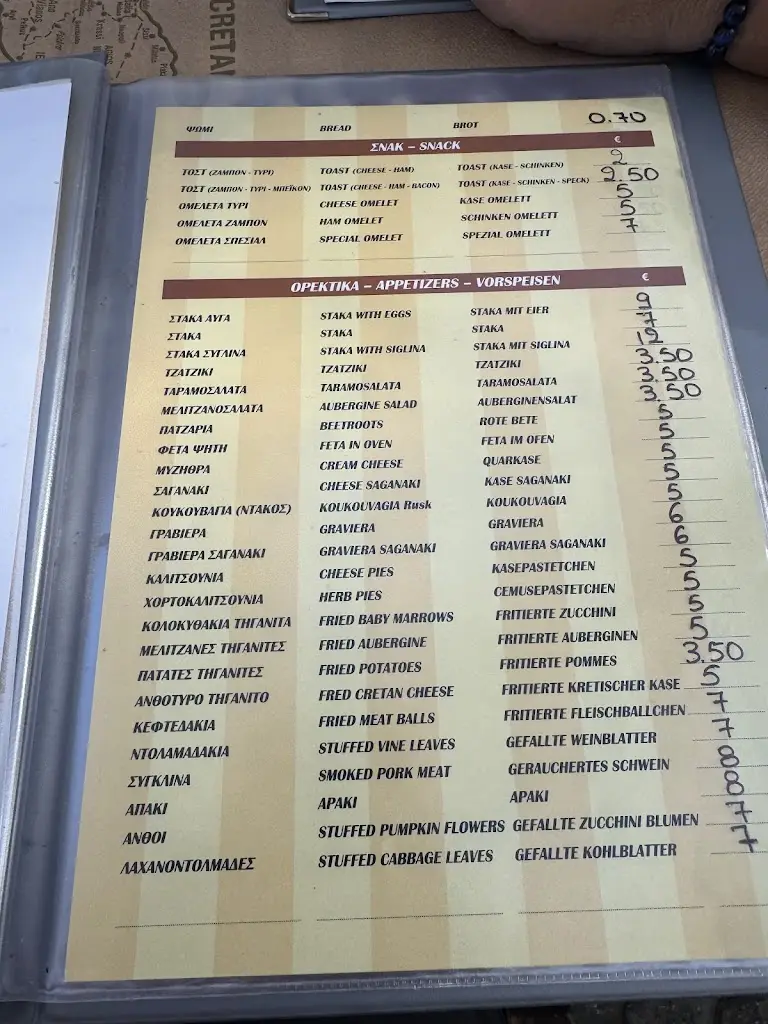 CRETAN
ΨΩΜΙ BREAD BROT 0.70
ΣΝΑΚ – SNACK €
ΤΟΣΤ (ΖΑΜΠΟΝ - ΤΥΡΙ) TOAST (CHEESE - HAM) TOAST (KASE - SCHINKEN) 2
ΤΟΣΤ (ΖΑΜΠΟΝ - ΤΥΡΙ - ΜΠΕΪΚΟΝ) TOAST (CHEESE - HAM - BACON) TOAST (KASE - SCHINKEN - SPECK) 2.50
ΟΜΕΛΕΤΑ ΤΥΡΙ CHEESE OMELET KASE OMELETT 5
ΟΜΕΛΕΤΑ ΖΑΜΠΟΝ HAM OMELET SCHINKEN OMELETT 5
ΟΜΕΛΕΤΑ ΣΠΕΣΙΑΛ SPECIAL OMELET SPEZIAL OMELETT 7
ΟΡΕΚΤΙΚΑ – APPETIZERS – VORSPEISEN €
ΣΤΑΚΑ ΑΥΓΑ STAKA WITH EGGS STAKA MIT EIER 9
ΣΤΑΚΑ STAKA STAKA 7
ΣΤΑΚΑ ΣΥΓΛΙΝΑ STAKA WITH SIGLINA STAKA MIT SIGLINA 12
ΤΖΑΤΖΙΚΙ TZATZIKI TZATZIKI 3.50
ΤΑΡΑΜΟΣΑΛΑΤΑ TARAMOSALATA TARAMOSALATA 3.50
ΜΕΛΙΤΖΑΝΟΣΑΛΑΤΑ AUBERGINE SALAD AUBERGINENSALAT 3.50
ΠΑΤΖΑΡΙΑ BEETROOTS ROTE BETE 5
ΦΕΤΑ ΨΗΤΗ FETA IN OVEN FETA IM OFEN 5
ΜΥΖΗΘΡΑ CREAM CHEESE QUARKASE 5
ΣΑΓΑΝΑΚΙ CHEESE SAGANAKI KASE SAGANAKI 5
ΚΟΥΚΟΥΒΑΓΙΑ (ΝΤΑΚΟΣ) KOUKOUVAGIA Rusk KOUKOUVAGIA 5
ΓΡΑΒΙΕΡΑ GRAVIERA GRAVIERA 6
ΓΡΑΒΙΕΡΑ ΣΑΓΑΝΑΚΙ GRAVIERA SAGANAKI GRAVIERA SAGANAKI 6
ΚΑΛΙΤΣΟΥΝΙΑ CHEESE PIES KASEPASTETCHEN 5
ΧΟΡΤΟΚΑΛΙΤΣΟΥΝΙΑ HERB PIES CEMUSEPASTETCHEN 5
ΚΟΛΟΚΥΘΑΚΙΑ ΤΗΓΑΝΙΤΑ FRIED BABY MARROWS FRITIERTE ZUCCHINI 5
ΜΕΛΙΤΖΑΝΕΣ ΤΗΓΑΝΙΤΕΣ FRIED AUBERGINE FRITIERTE AUBERGINEN 5
ΠΑΤΑΤΕΣ ΤΗΓΑΝΙΤΕΣ FRIED POTATOES FRITIERTE POMMES 3.50
ΑΝΘΟΤΥΡΟ ΤΗΓΑΝΙΤΟ FRED CRETAN CHEESE FRITIERTE KRETISCHER KASE 5
ΚΕΦΤΕΔΑΚΙΑ FRIED MEAT BALLS FRITIERTE FLEISCHBALLCHEN 7
ΝΤΟΛΑΜΑΔΑΚΙΑ STUFFED VINE LEAVES GEFALLTE WEINBLATTER 7
ΣΥΓΚΛΙΝΑ SMOKED PORK MEAT GERAUCHERTES SCHWEIN 8
ΑΠΑΚΙ APAKI APAKI 8
ΑΝΘΟΙ STUFFED PUMPKIN FLOWERS GEFALLTE ZUCCHINI BLUMEN 7
ΛΑΧΑΝΟΝΤΟΛΜΑΔΕΣ STUFFED CABBAGE LEAVES GEFALLTE KOHLBLATTER 7